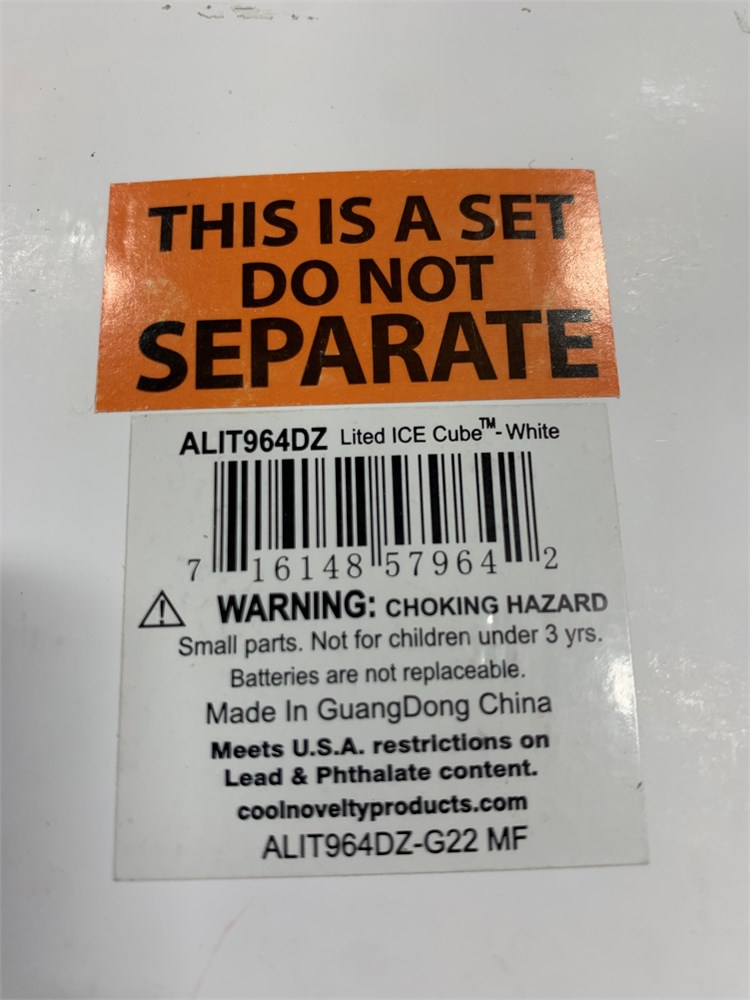 THIS IS A SET
DO NOT
SEPARATE
ALIT964DZ Lited ICE Cube™- White
7 16148 57964 2
⚠ WARNING: CHOKING HAZARD
Small parts. Not for children under 3 yrs.
Batteries are not replaceable.
Made In GuangDong China
Meets U.S.A. restrictions on
Lead & Phthalate content.
coolnoveltyproducts.com
ALIT964DZ-G22 MF